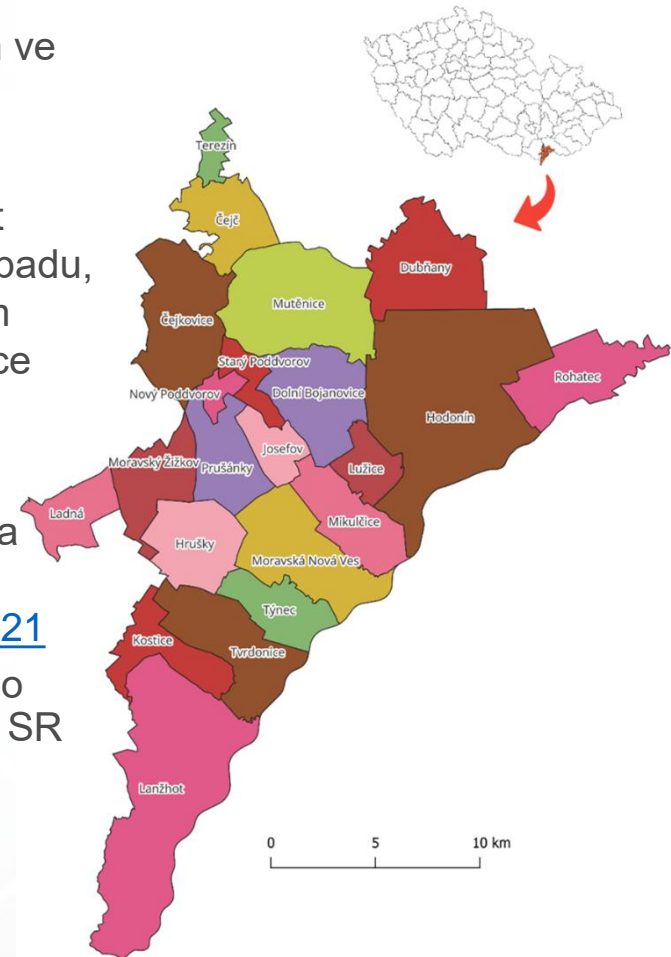 ve
padu,
ce
a
21
o
SR
Terezín
Čejč
Dubňany
Mutěnice
Čejkovice
Starý Poddvorov
Rohatec
Nový Poddvorov
Dolní Bojanovice
Hodonín
Josefov
Moravský Žižkov
Prušánky
Lužice
Ladná
Mikulčice
Hrušky
Moravská Nová Ves
Týnec
Kostice
Tvrdonice
Lanžhot
0 5 10 km